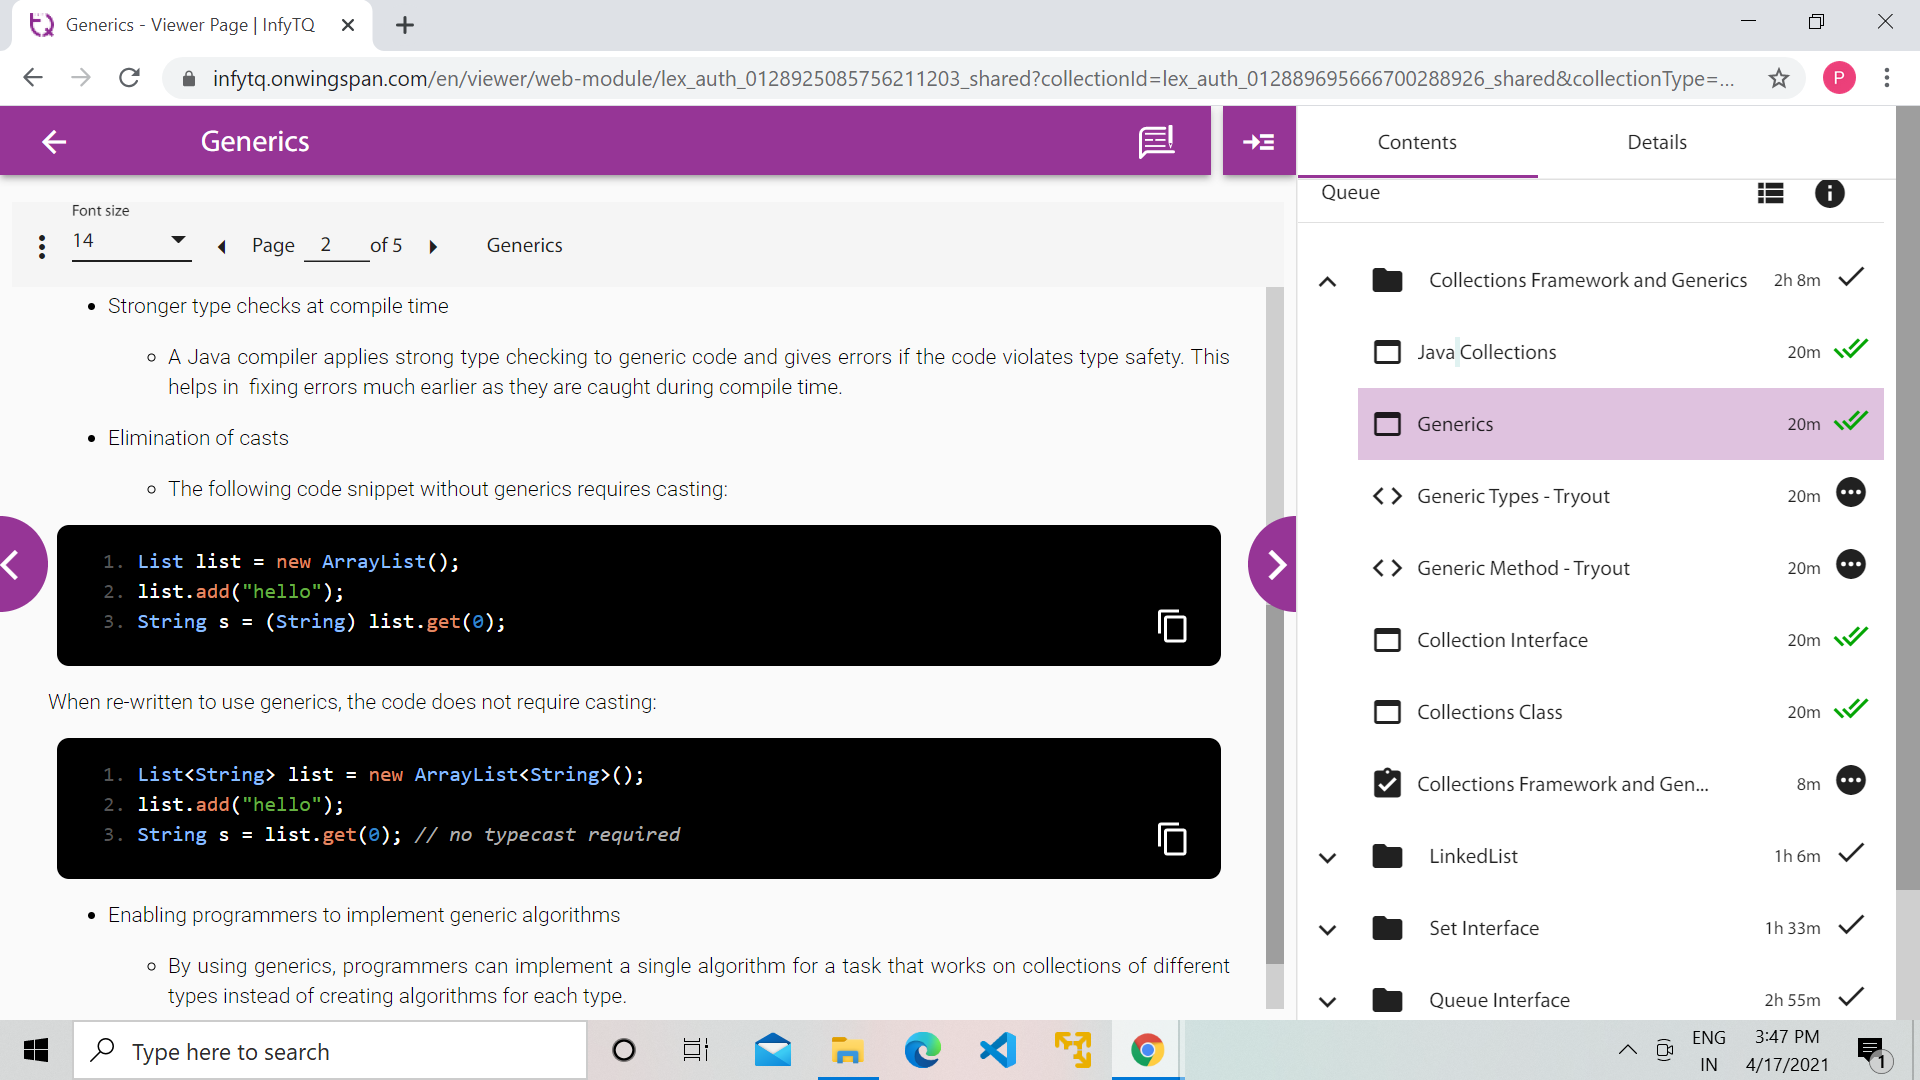 Generics - Viewer Page | InfyTQ
infytq.onwingspan.com/en/viewer/web-module/lex_auth_0128925085756211203_shared?collectionId=lex_auth_012889695666700288926_shared&collectionType=...
P
Generics
Contents
Details
Font size
14
Page 2 of 5
Generics
Stronger type checks at compile time
A Java compiler applies strong type checking to generic code and gives errors if the code violates type safety. This
helps in fixing errors much earlier as they are caught during compile time.
Elimination of casts
The following code snippet without generics requires casting:
1. List list = new ArrayList();
2. list.add("hello");
3. String s = (String) list.get(0);
When re-written to use generics, the code does not require casting:
1. List<String> list = new ArrayList<String>();
2. list.add("hello");
3. String s = list.get(0); // no typecast required
Enabling programmers to implement generic algorithms
By using generics, programmers can implement a single algorithm for a task that works on collections of different
types instead of creating algorithms for each type.
Queue
Collections Framework and Generics 2h 8m
Java Collections 20m
Generics 20m
Generic Types - Tryout 20m
Generic Method - Tryout 20m
Collection Interface 20m
Collections Class 20m
Collections Framework and Gen... 8m
LinkedList 1h 6m
Set Interface 1h 33m
Queue Interface 2h 55m
Type here to search
ENG
IN
3:47 PM
4/17/2021
1